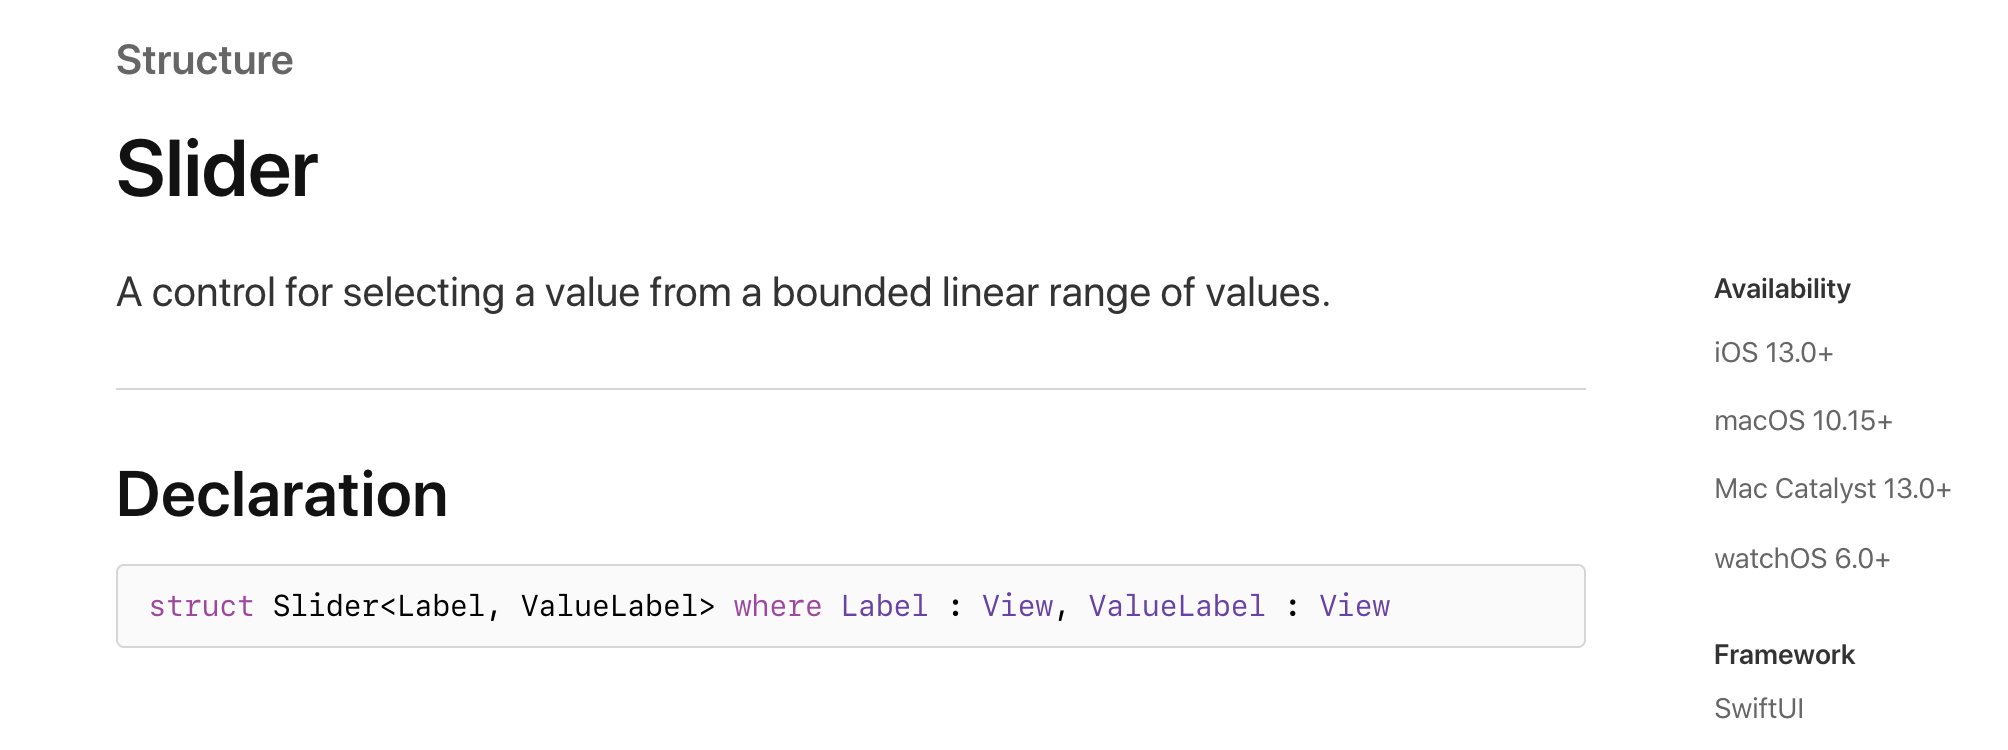 Structure
Slider
A control for selecting a value from a bounded linear range of values.
Declaration
struct Slider<Label, ValueLabel> where Label : View, ValueLabel : View
Availability
iOS 13.0+
macOS 10.15+
Mac Catalyst 13.0+
watchOS 6.0+
Framework
SwiftUI